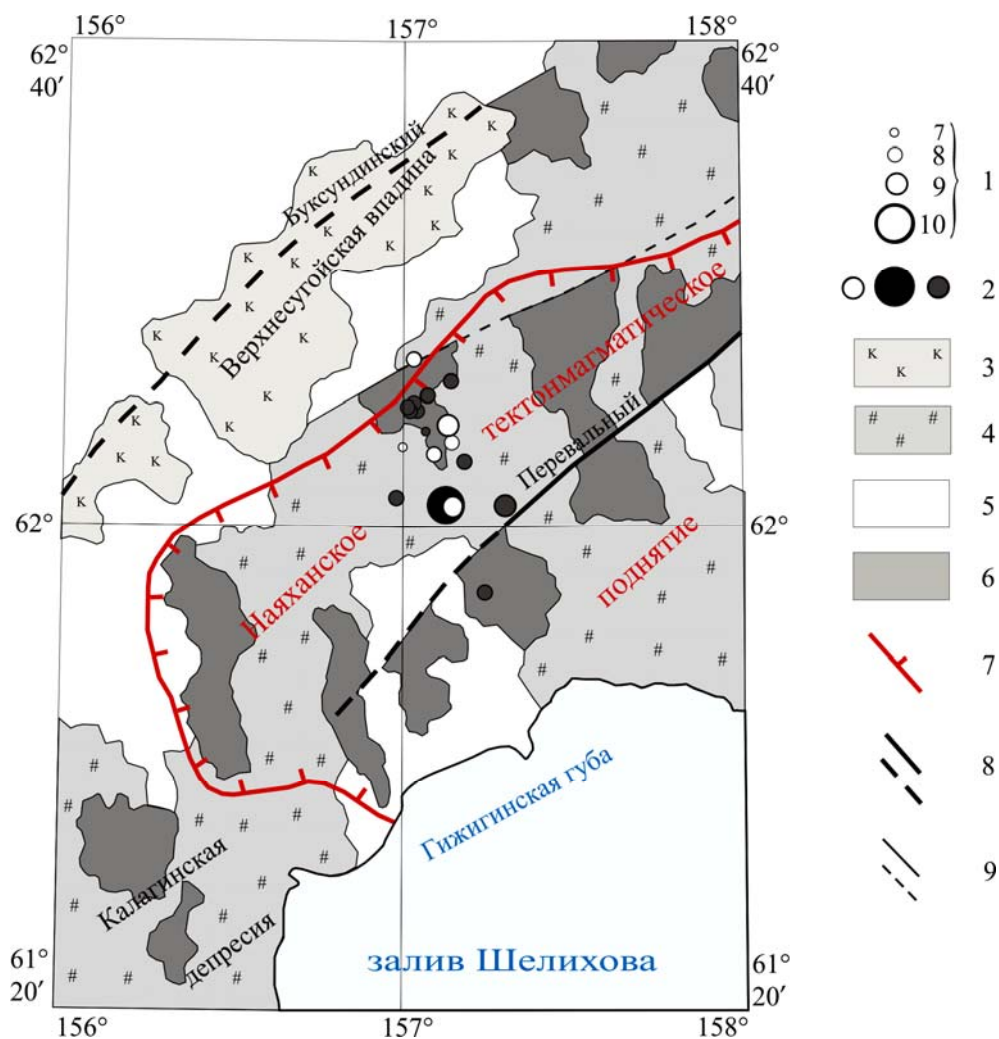 156°
157°
158°
62°
40′
62°
40′
Буксундинский
Верхнесугойская впадина
тектонмагматическое
Перевальный
62°
62°
Наяханское
поднятие
Гижигинская губа
Калагинская
депресия
залив Шелихова
61°
20′
61°
20′
156°
157°
158°
7
8
9
10
1
2
к к
к
3
# #
#
4
5
6
7
8
9